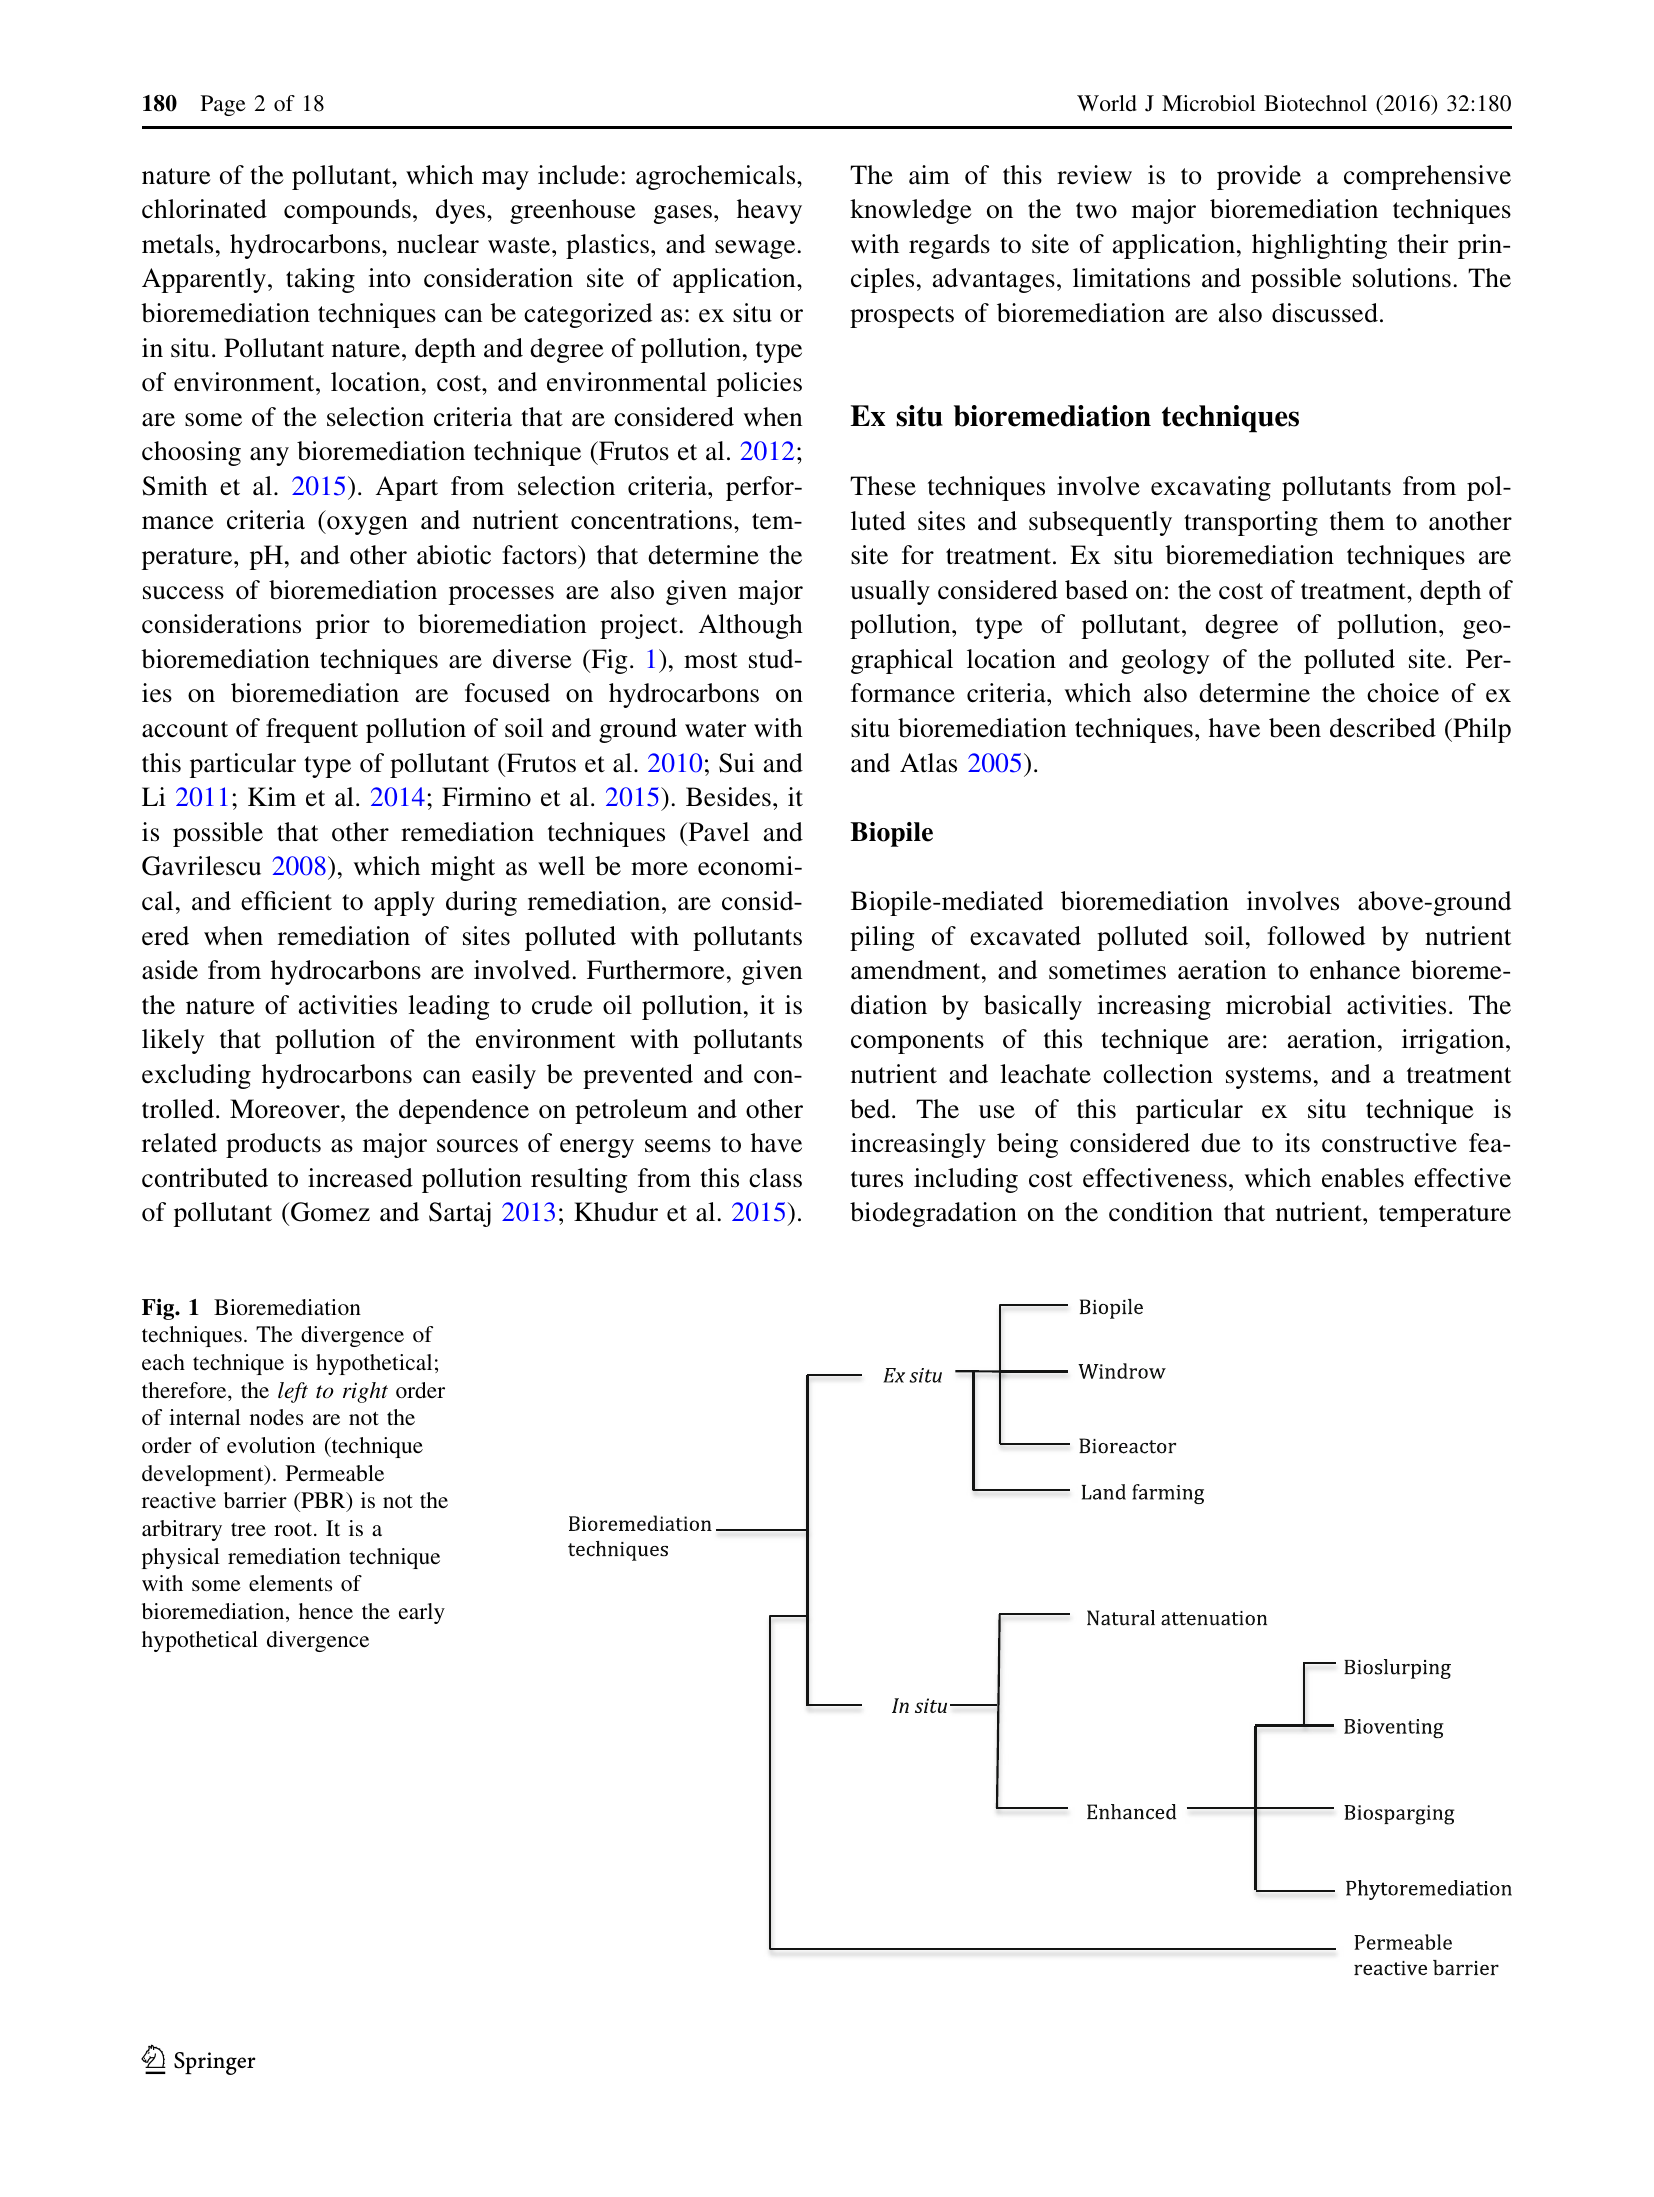 180 Page 2 of 18
World J Microbiol Biotechnol (2016) 32:180
nature of the pollutant, which may include: agrochemicals,
chlorinated compounds, dyes, greenhouse gases, heavy
metals, hydrocarbons, nuclear waste, plastics, and sewage.
Apparently, taking into consideration site of application,
bioremediation techniques can be categorized as: ex situ or
in situ. Pollutant nature, depth and degree of pollution, type
of environment, location, cost, and environmental policies
are some of the selection criteria that are considered when
choosing any bioremediation technique (Frutos et al. 2012;
Smith et al. 2015). Apart from selection criteria, perfor-
mance criteria (oxygen and nutrient concentrations, tem-
perature, pH, and other abiotic factors) that determine the
success of bioremediation processes are also given major
considerations prior to bioremediation project. Although
bioremediation techniques are diverse (Fig. 1), most stud-
ies on bioremediation are focused on hydrocarbons on
account of frequent pollution of soil and ground water with
this particular type of pollutant (Frutos et al. 2010; Sui and
Li 2011; Kim et al. 2014; Firmino et al. 2015). Besides, it
is possible that other remediation techniques (Pavel and
Gavrilescu 2008), which might as well be more economi-
cal, and efficient to apply during remediation, are consid-
ered when remediation of sites polluted with pollutants
aside from hydrocarbons are involved. Furthermore, given
the nature of activities leading to crude oil pollution, it is
likely that pollution of the environment with pollutants
excluding hydrocarbons can easily be prevented and con-
trolled. Moreover, the dependence on petroleum and other
related products as major sources of energy seems to have
contributed to increased pollution resulting from this class
of pollutant (Gomez and Sartaj 2013; Khudur et al. 2015).
The aim of this review is to provide a comprehensive
knowledge on the two major bioremediation techniques
with regards to site of application, highlighting their prin-
ciples, advantages, limitations and possible solutions. The
prospects of bioremediation are also discussed.
Ex situ bioremediation techniques
These techniques involve excavating pollutants from pol-
luted sites and subsequently transporting them to another
site for treatment. Ex situ bioremediation techniques are
usually considered based on: the cost of treatment, depth of
pollution, type of pollutant, degree of pollution, geo-
graphical location and geology of the polluted site. Per-
formance criteria, which also determine the choice of ex
situ bioremediation techniques, have been described (Philp
and Atlas 2005).
Biopile
Biopile-mediated bioremediation involves above-ground
piling of excavated polluted soil, followed by nutrient
amendment, and sometimes aeration to enhance bioreme-
diation by basically increasing microbial activities. The
components of this technique are: aeration, irrigation,
nutrient and leachate collection systems, and a treatment
bed. The use of this particular ex situ technique is
increasingly being considered due to its constructive fea-
tures including cost effectiveness, which enables effective
biodegradation on the condition that nutrient, temperature
Fig. 1 Bioremediation
techniques. The divergence of
each technique is hypothetical;
therefore, the left to right order
of internal nodes are not the
order of evolution (technique
development). Permeable
reactive barrier (PBR) is not the
arbitrary tree root. It is a
physical remediation technique
with some elements of
bioremediation, hence the early
hypothetical divergence
Bioremediation
techniques
Ex situ
Biopile
Windrow
Bioreactor
Land farming
In situ
Natural attenuation
Enhanced
Bioslurping
Bioventing
Biosparging
Phytoremediation
Permeable
reactive barrier
Springer